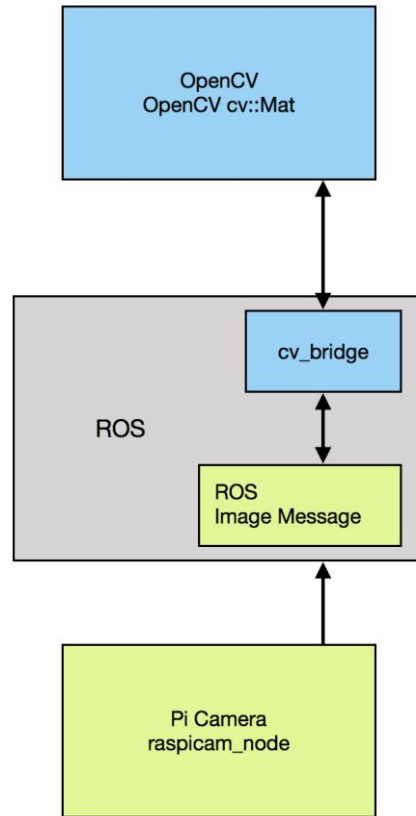 OpenCV
OpenCV cv::Mat
cv_bridge
ROS
ROS
Image Message
Pi Camera
raspicam_node